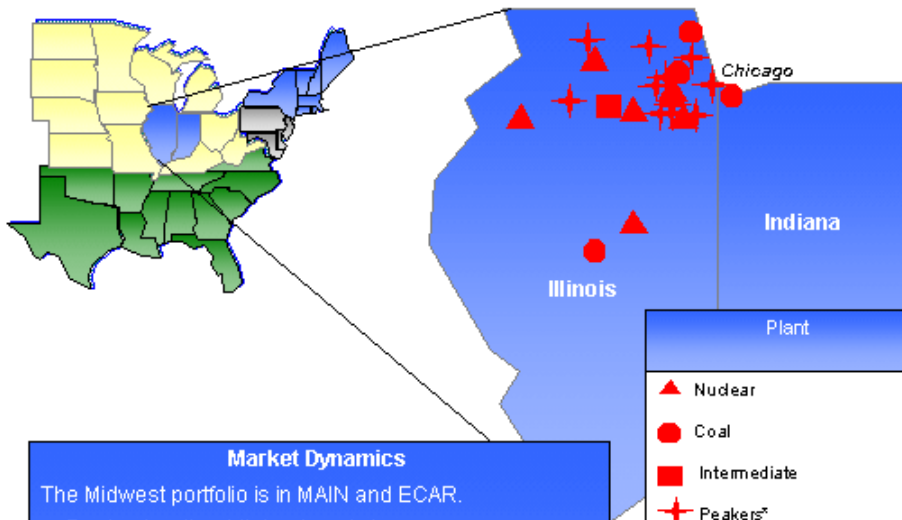 Chicago
Indiana
Illinois
Plant
Nuclear
Coal
Intermediate
Peakers*
Market Dynamics
The Midwest portfolio is in MAIN and ECAR.